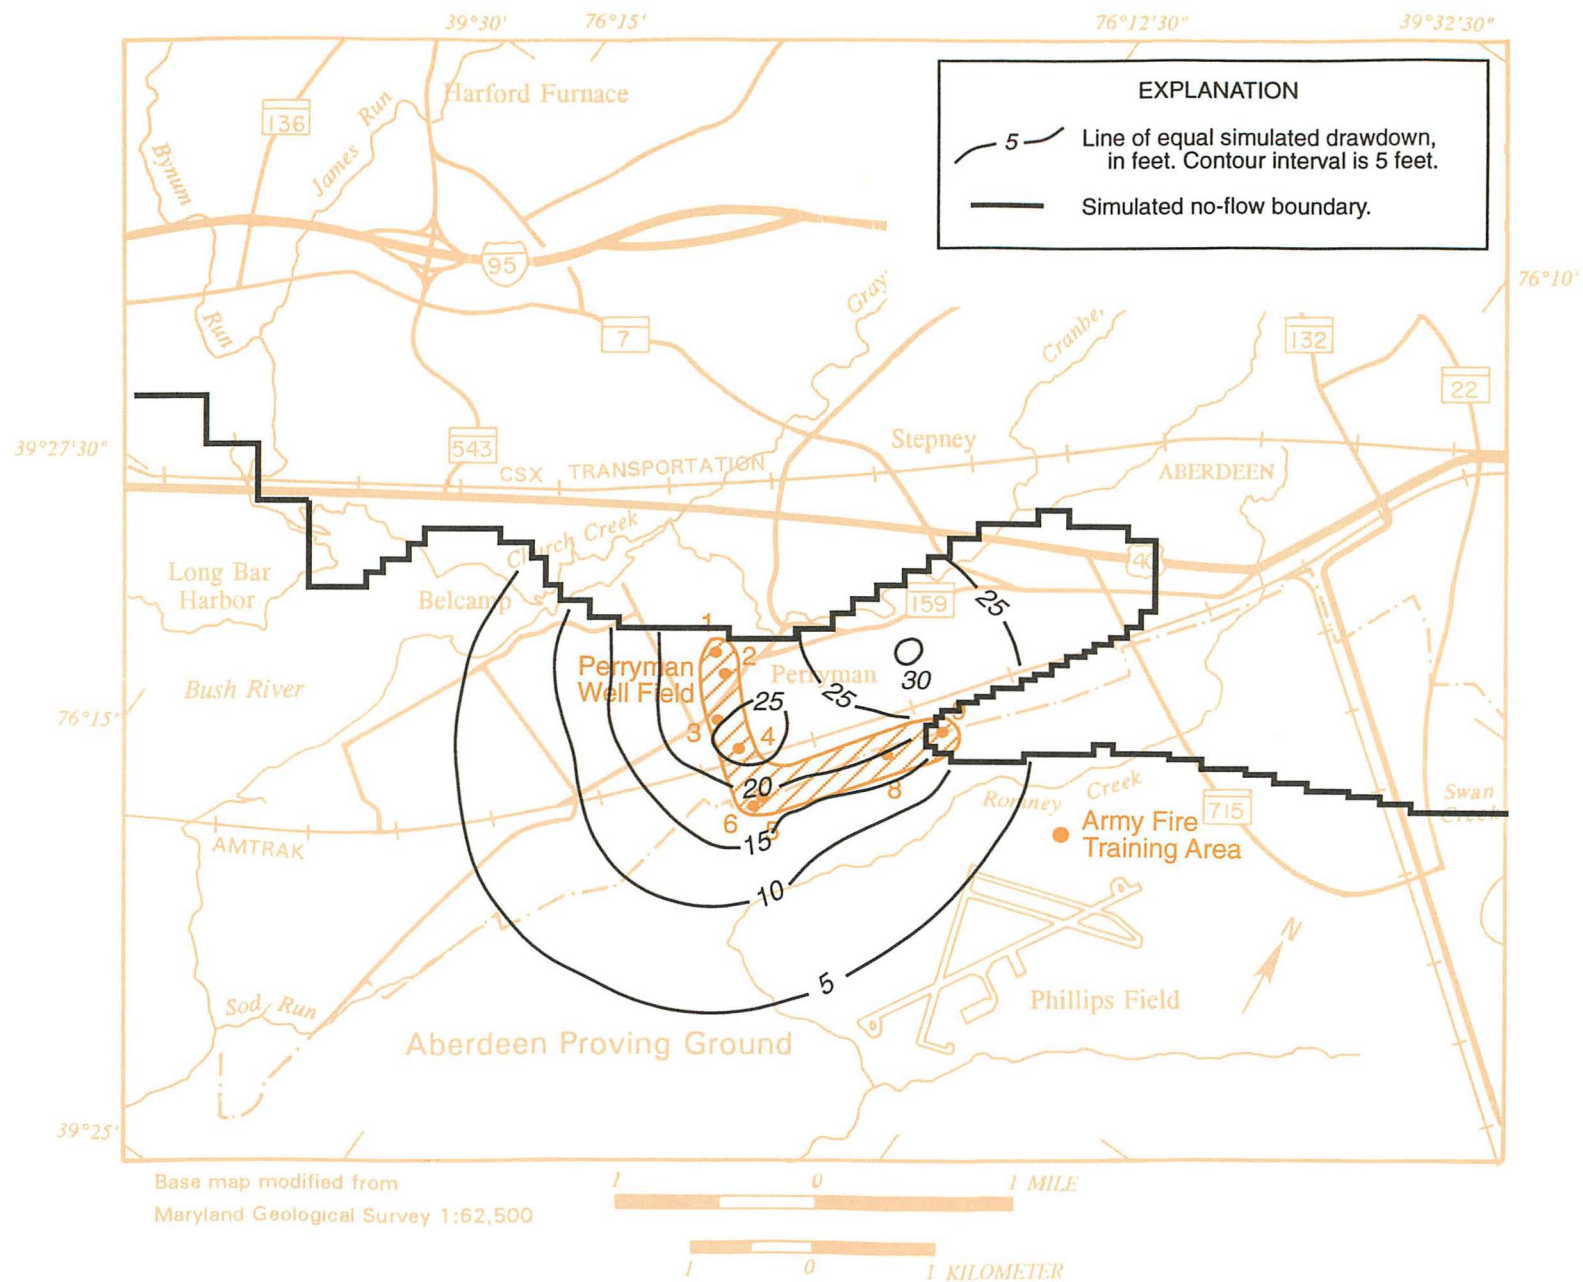 39°30' 76°15' 76°12'30" 39°32'30"
EXPLANATION
5 Line of equal simulated drawdown,
in feet. Contour interval is 5 feet.
Simulated no-flow boundary.
Harford Furnace
136
James Run
Bynum
Run
95
7
76°10'
Gray
Cranbe
132
22
39°27'30"
543
Stepney
CSX TRANSPORTATION
ABERDEEN
Church Creek
40
Long Bar
Harbor
Belcamp
159
25
1
2
Perryman
Well Field
Perryman
30
25
Bush River
25
76°15'
3
4
9
20
8
6
5
15
Romney Creek
715
Swan
Creek
Army Fire
Training Area
AMTRAK
10
5
N
Sod Run
Phillips Field
Aberdeen Proving Ground
39°25'
Base map modified from
Maryland Geological Survey 1:62,500
1 0 1 MILE
1 0 1 KILOMETER